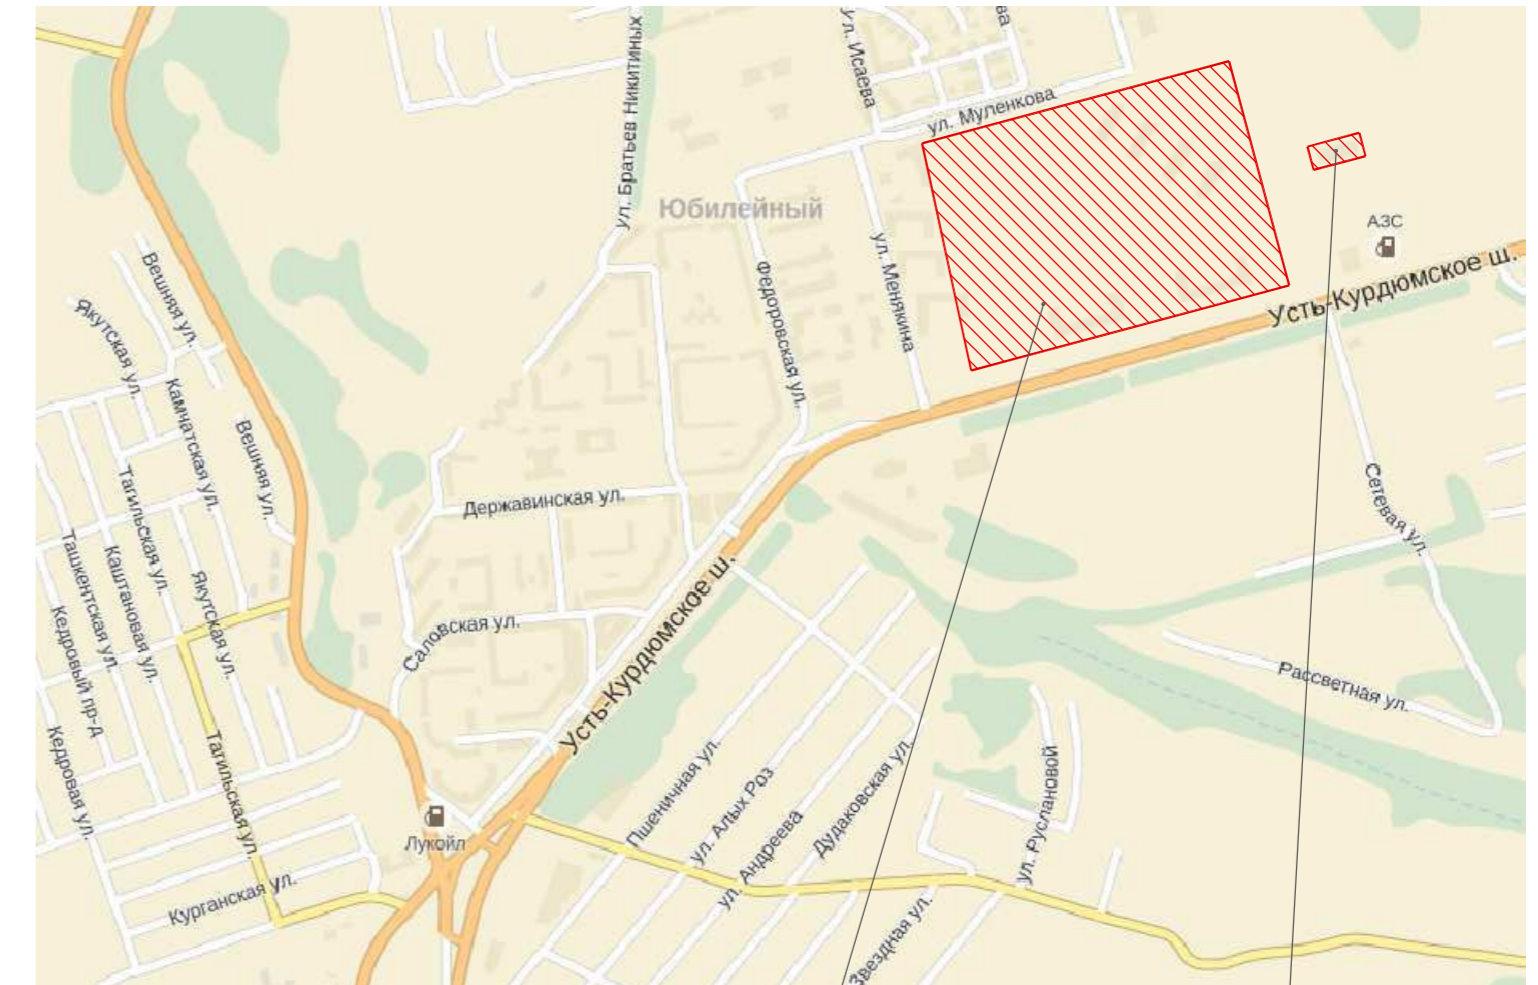 ул. Братьев Никитиных
ул. Исаева
ва
ул. Муленкова
Юбилейный
АЗС
Вешняя ул.
Якутская ул.
Федоровская ул.
ул. Менякина
Усть-Курдюмское ш.
Камчатская ул.
Вешняя ул.
Тагильская ул.
Державинская ул.
Сетевая ул.
Ташкентская ул.
Каштановая ул.
Якутская ул.
Кедровый пр-д
Саловская ул.
Усть-Курдюмское ш.
Рассветная ул.
Кедровая ул.
Тагильская ул.
Пшеничная ул.
ул. Алых Роз
ул. Андреева
Дудаковская ул.
ул. Руслановой
Лукойл
Курганская ул.
Звездная ул.